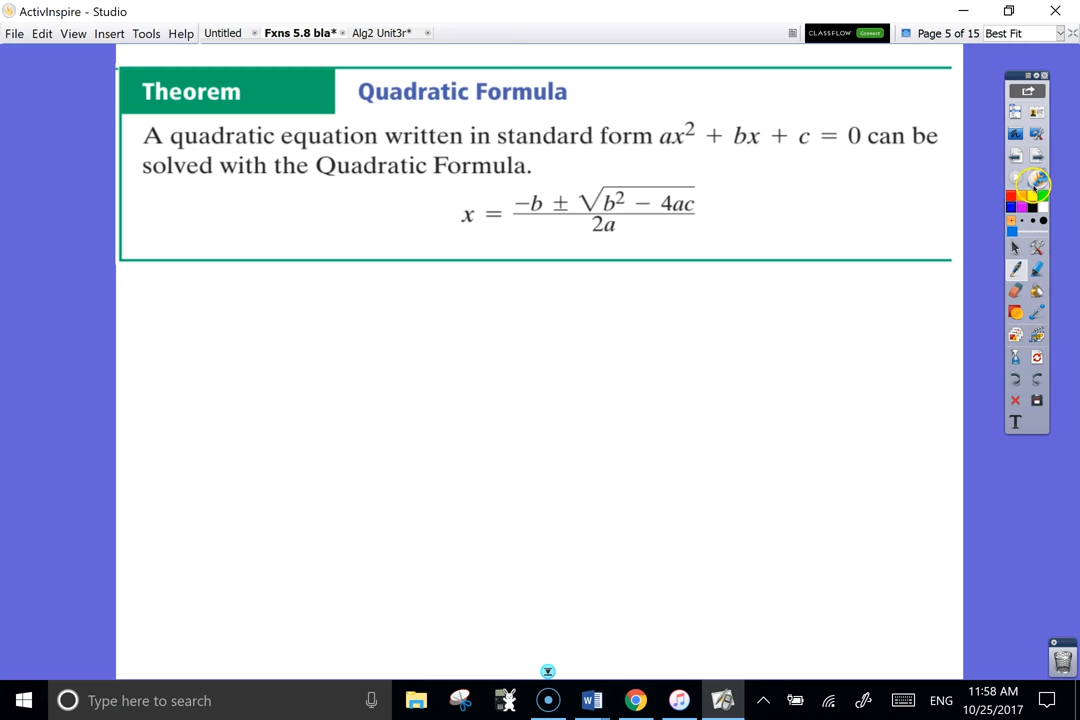 ActivInspire - Studio
File Edit View Insert Tools Help Untitled Fxns 5.8 bla* Alg2 Unit3r* CLASSFLOW Connect Page 5 of 15 Best Fit
Theorem Quadratic Formula
A quadratic equation written in standard form ax² + bx + c = 0 can be
solved with the Quadratic Formula.
x = (-b ± √(b² − 4ac)) / 2a
T
Type here to search
ENG
11:58 AM
10/25/2017